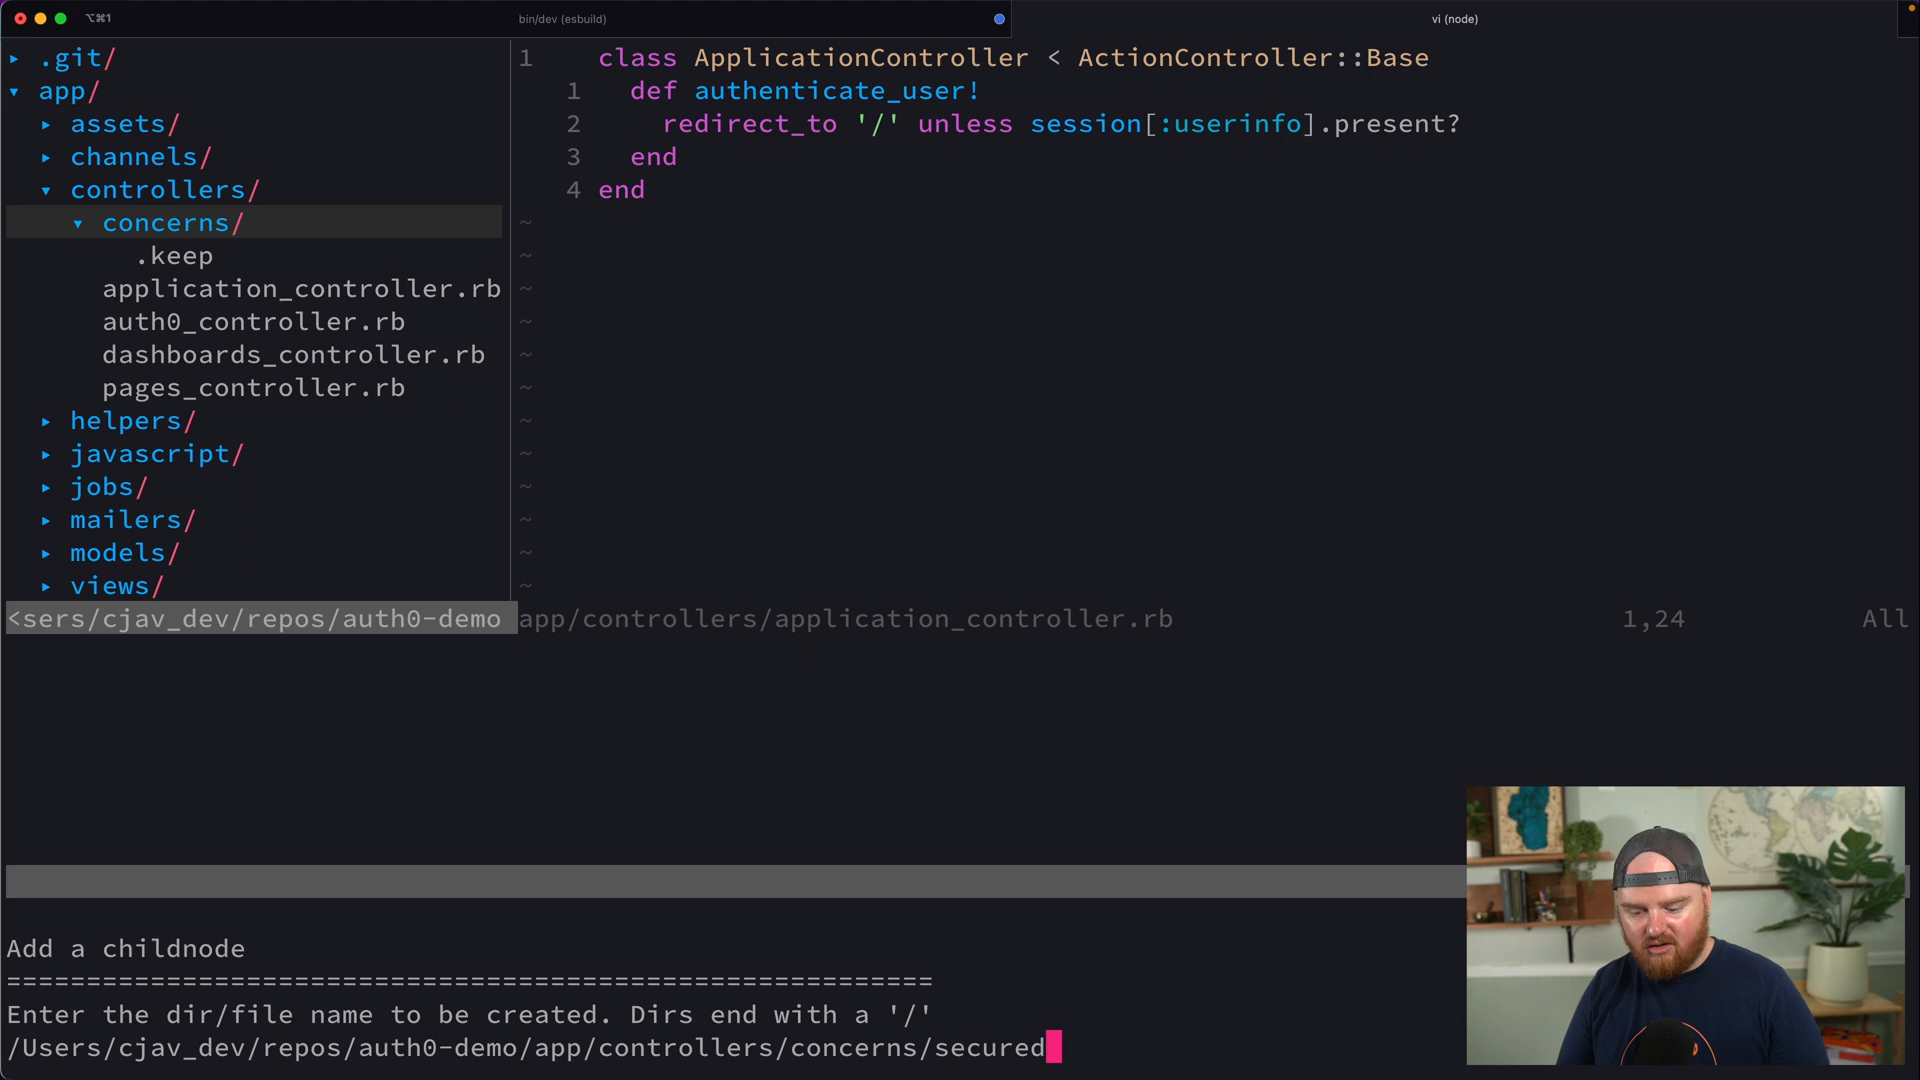 ⌥⌘1
bin/dev (esbuild)
vi (node)
▸ .git/
▾ app/
▸ assets/
▸ channels/
▾ controllers/
▾ concerns/
.keep
application_controller.rb
auth0_controller.rb
dashboards_controller.rb
pages_controller.rb
▸ helpers/
▸ javascript/
▸ jobs/
▸ mailers/
▸ models/
▸ views/
<sers/cjav_dev/repos/auth0-demo
1 class ApplicationController < ActionController::Base
1 def authenticate_user!
2 redirect_to '/' unless session[:userinfo].present?
3 end
4 end
~
~
~
~
~
~
~
~
~
~
~
~
app/controllers/application_controller.rb 1,24 All
Add a childnode
==========================================================
Enter the dir/file name to be created. Dirs end with a '/'
/Users/cjav_dev/repos/auth0-demo/app/controllers/concerns/secured